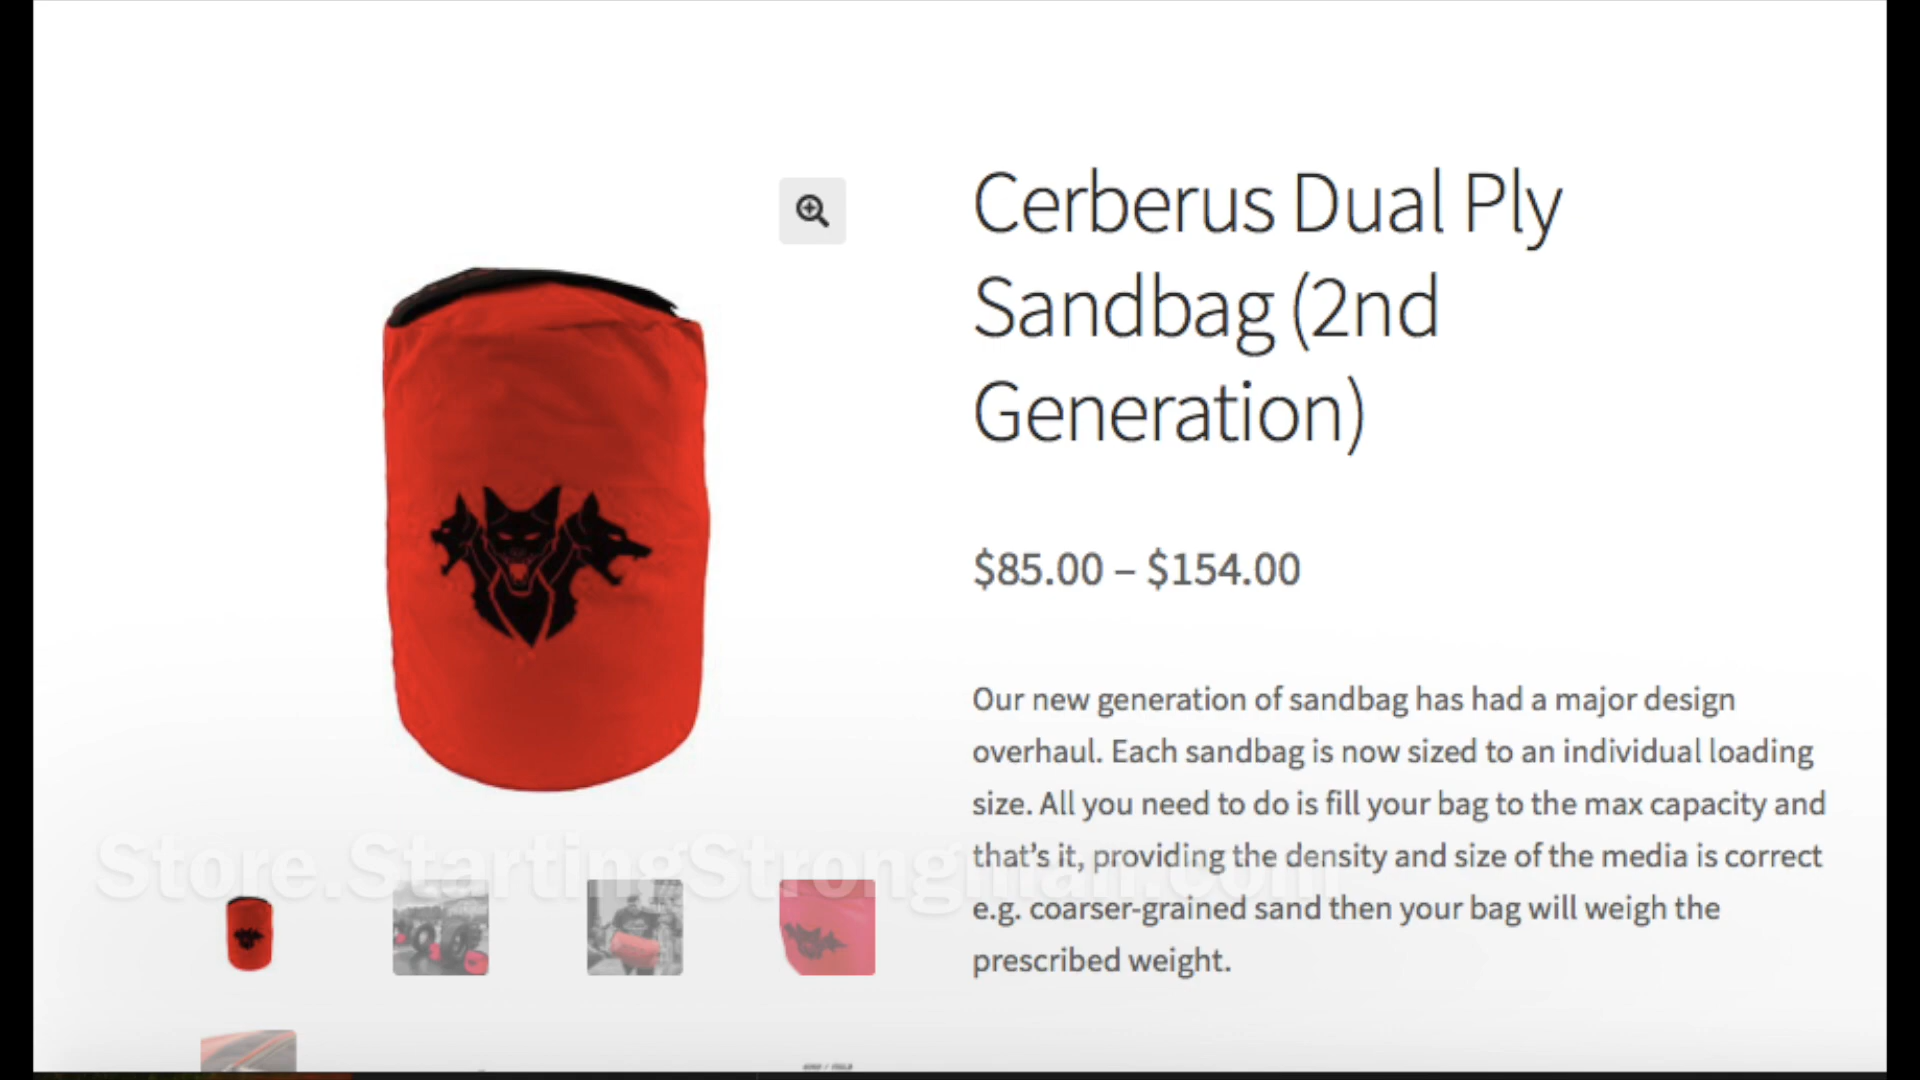 Cerberus Dual Ply
Sandbag (2nd
Generation)
$85.00 – $154.00
Our new generation of sandbag has had a major design
overhaul. Each sandbag is now sized to an individual loading
size. All you need to do is fill your bag to the max capacity and
that’s it, providing the density and size of the media is correct
e.g. coarser-grained sand then your bag will weigh the
prescribed weight.
Store.StartingStrongman.com